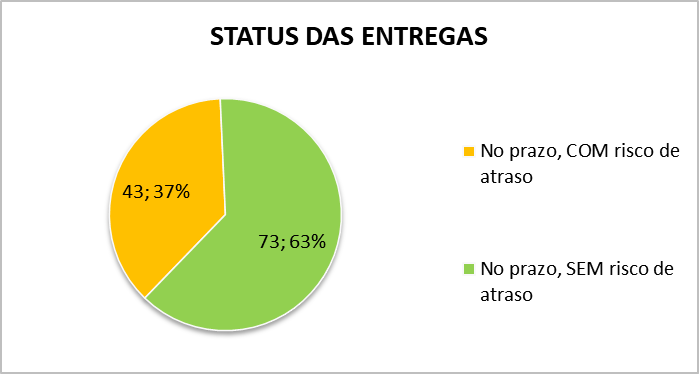 STATUS DAS ENTREGAS
43; 37%
73; 63%
No prazo, COM risco de
atraso
No prazo, SEM risco de
atraso